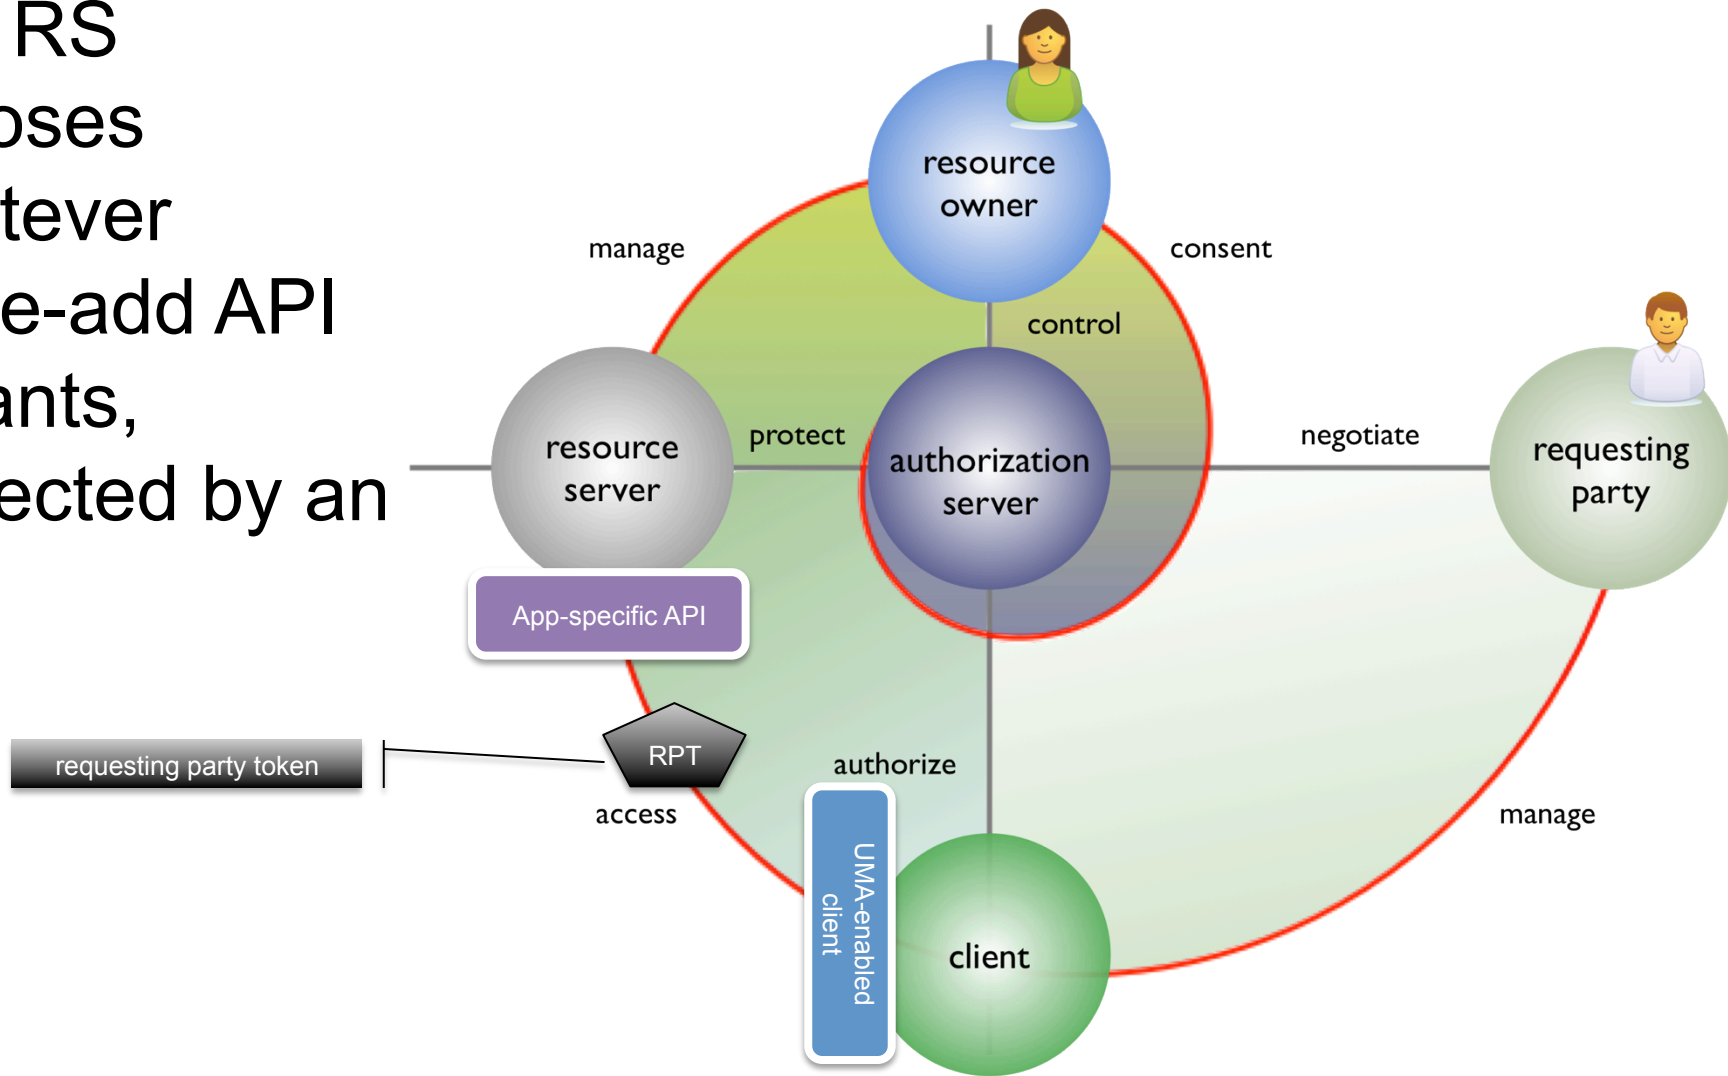 RS
oses
tever
e-add API
ants,
ected by an
resource
owner
manage
consent
control
resource
server
protect
authorization
server
negotiate
requesting
party
App-specific API
requesting party token
RPT
authorize
access
manage
UMA-enabled
client
client